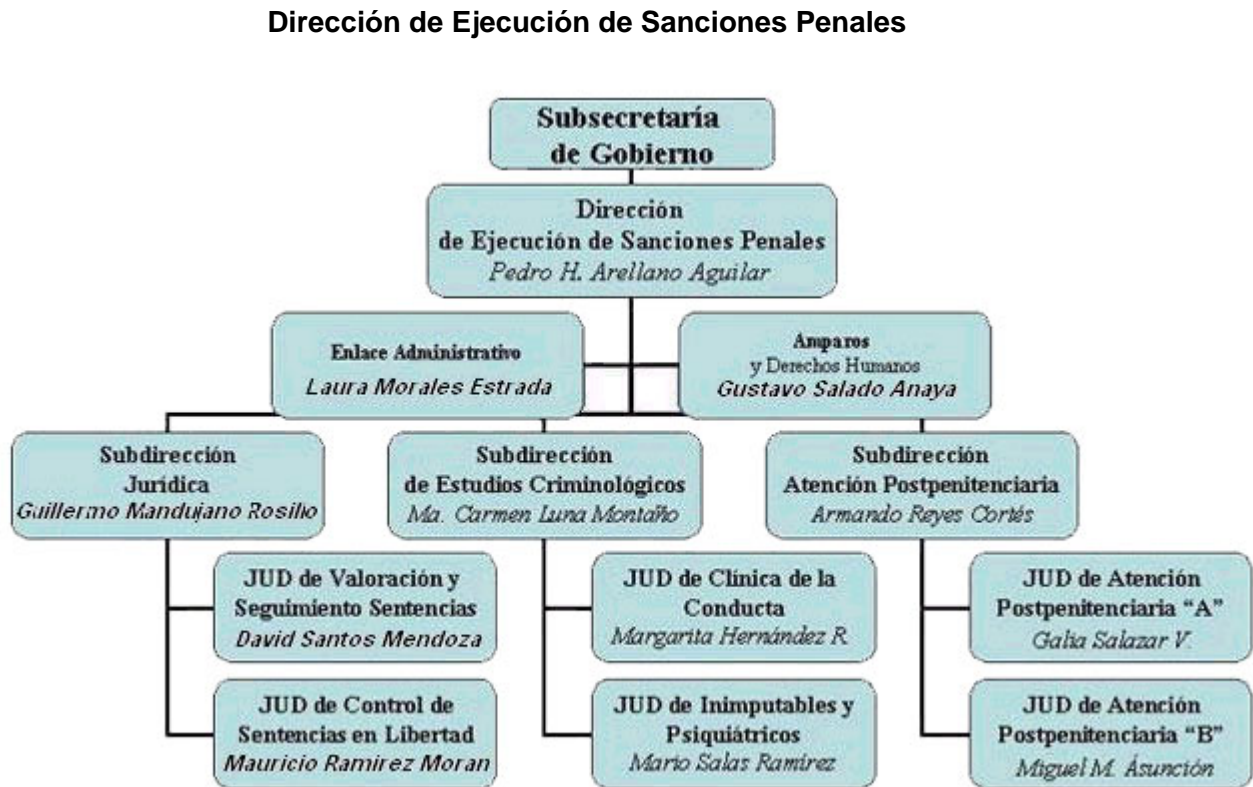 Dirección de Ejecución de Sanciones Penales
Subsecretaría
de Gobierno
Dirección
de Ejecución de Sanciones Penales
Pedro H. Arellano Aguilar
Enlace Administrativo
Laura Morales Estrada
Amparos
y Derechos Humanos
Gustavo Salado Anaya
Subdirección
Jurídica
Guillermo Mandujano Rosillo
Subdirección
de Estudios Criminológicos
Ma. Carmen Luna Montaño
Subdirección
Atención Postpenitenciaria
Armando Reyes Cortés
JUD de Valoración y
Seguimiento Sentencias
David Santos Mendoza
JUD de Clínica de la
Conducta
Margarita Hernández R
JUD de Atención
Postpenitenciaria “A”
Galia Salazar V.
JUD de Control de
Sentencias en Libertad
Mauricio Ramirez Moran
JUD de Inimputables y
Psiquiátricos
Mario Salas Ramírez
JUD de Atención
Postpenitenciaria “B”
Miguel M. Ásunción